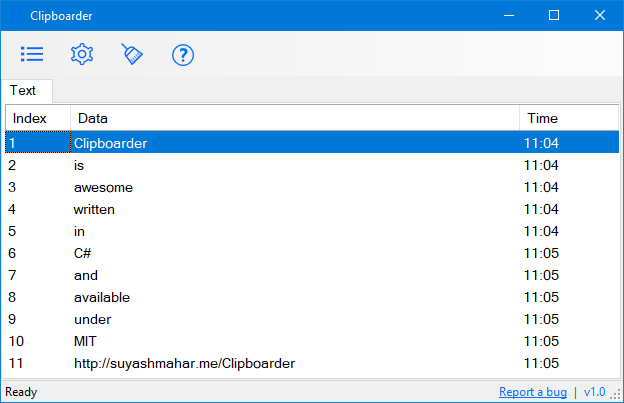 Clipboarder
Text
Index Data Time
1 Clipboarder 11:04
2 is 11:04
3 awesome 11:04
4 written 11:04
5 in 11:04
6 C# 11:05
7 and 11:05
8 available 11:05
9 under 11:05
10 MIT 11:05
11 http://suyashmahar.me/Clipboarder 11:05
Ready Report a bug | v1.0